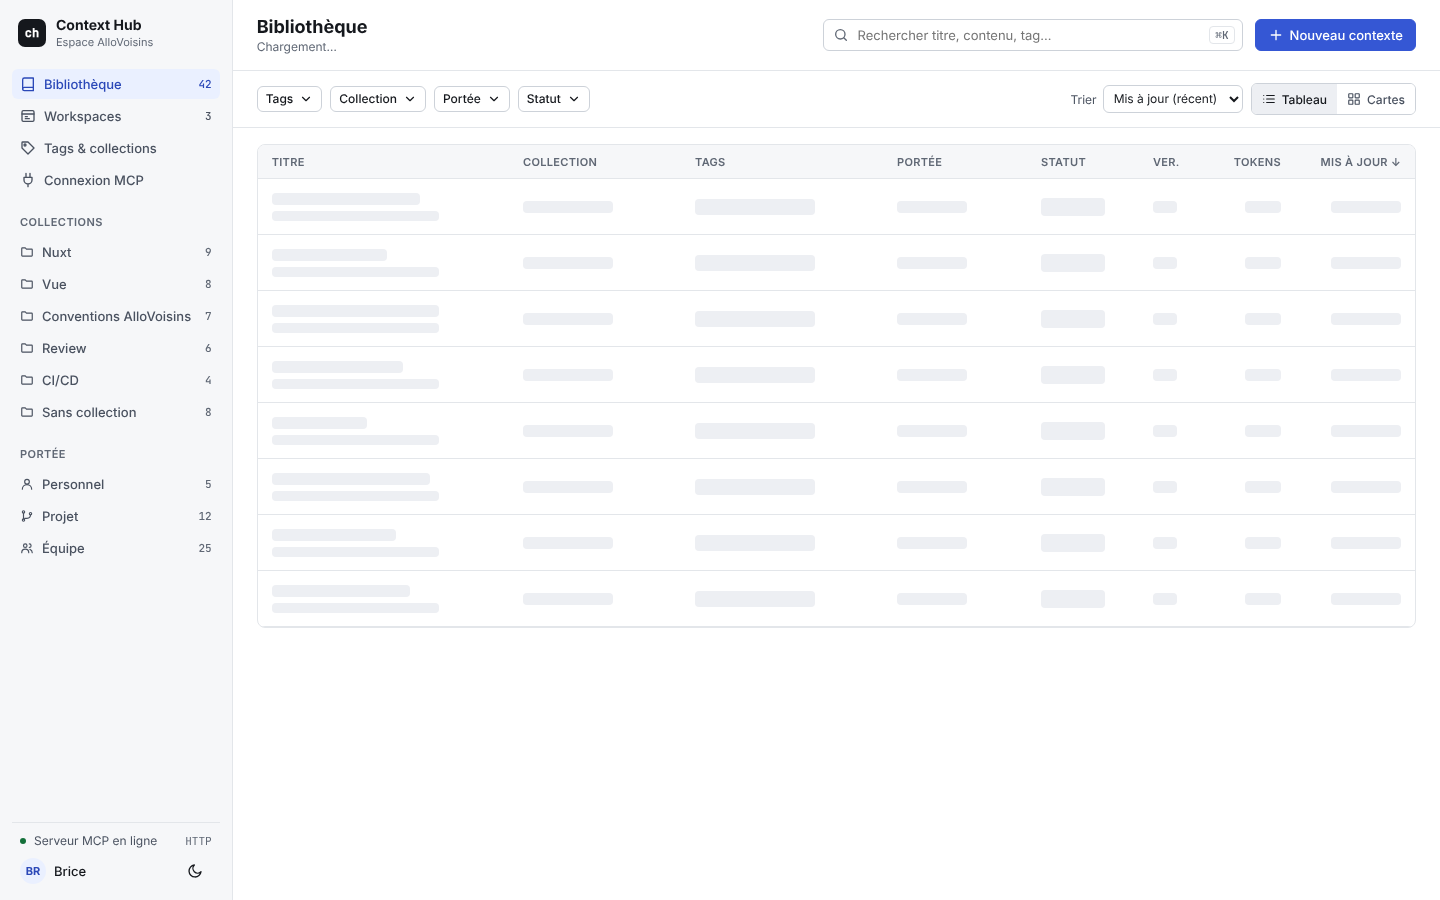 ch
Context Hub
Espace AlloVoisins
Bibliothèque 42
Workspaces 3
Tags & collections
Connexion MCP
COLLECTIONS
Nuxt 9
Vue 8
Conventions AlloVoisins 7
Review 6
CI/CD 4
Sans collection 8
PORTÉE
Personnel 5
Projet 12
Équipe 25
Serveur MCP en ligne HTTP
BR Brice
Bibliothèque
Chargement...
Rechercher titre, contenu, tag... ⌘K
Nouveau contexte
Tags Collection Portée Statut
Trier Mis à jour (récent) Tableau Cartes
TITRE COLLECTION TAGS PORTÉE STATUT VER. TOKENS MIS À JOUR ↓